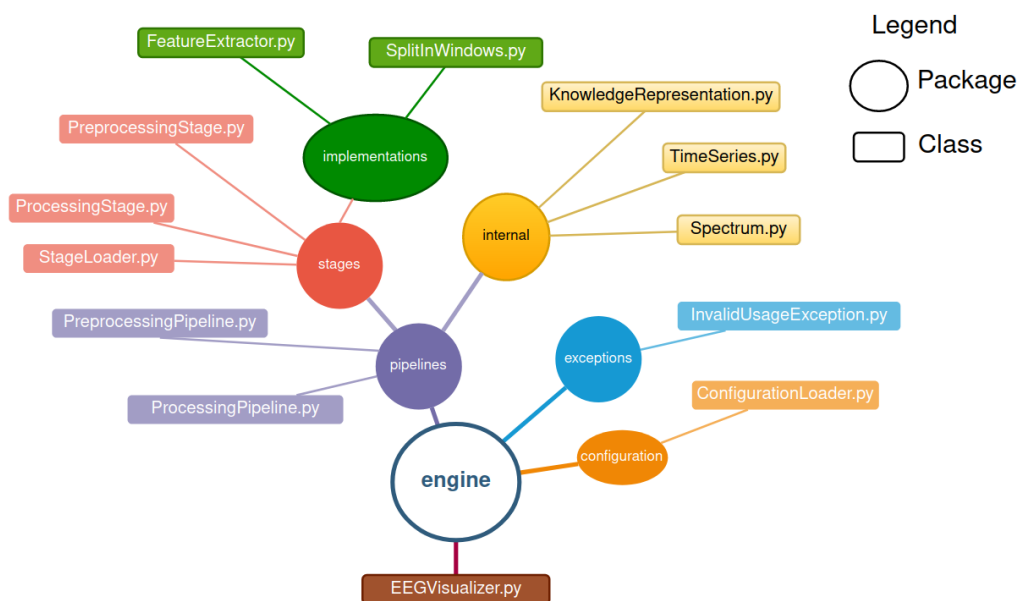 Legend
Package
Class
FeatureExtractor.py
SplitInWindows.py
KnowledgeRepresentation.py
PreprocessingStage.py
implementations
TimeSeries.py
ProcessingStage.py
Spectrum.py
internal
StageLoader.py
stages
InvalidUsageException.py
PreprocessingPipeline.py
exceptions
pipelines
ConfigurationLoader.py
ProcessingPipeline.py
configuration
engine
EEGVisualizer.py